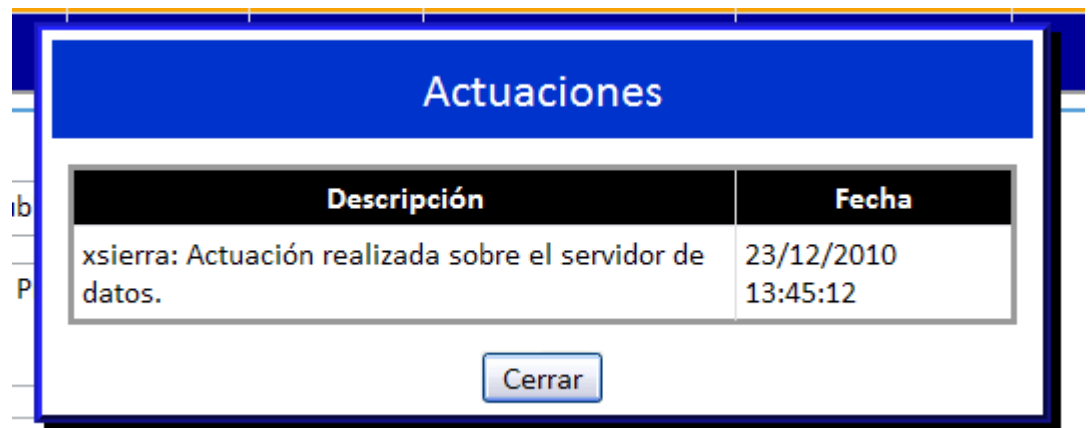 Actuaciones
Descripción Fecha
xsierra: Actuación realizada sobre el servidor de 23/12/2010
datos. 13:45:12
Cerrar